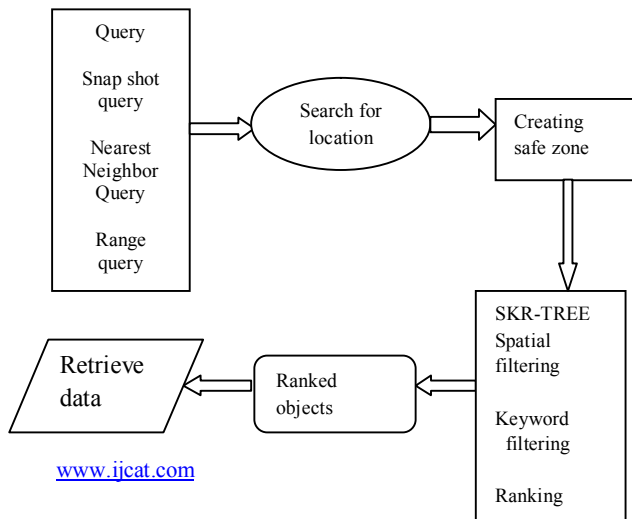 Query
Snap shot
query
Nearest
Neighbor
Query
Range
query
Search for
location
Creating
safe zone
SKR-TREE
Spatial
filtering
Keyword
filtering
Ranking
Ranked
objects
Retrieve
data
www.ijcat.com